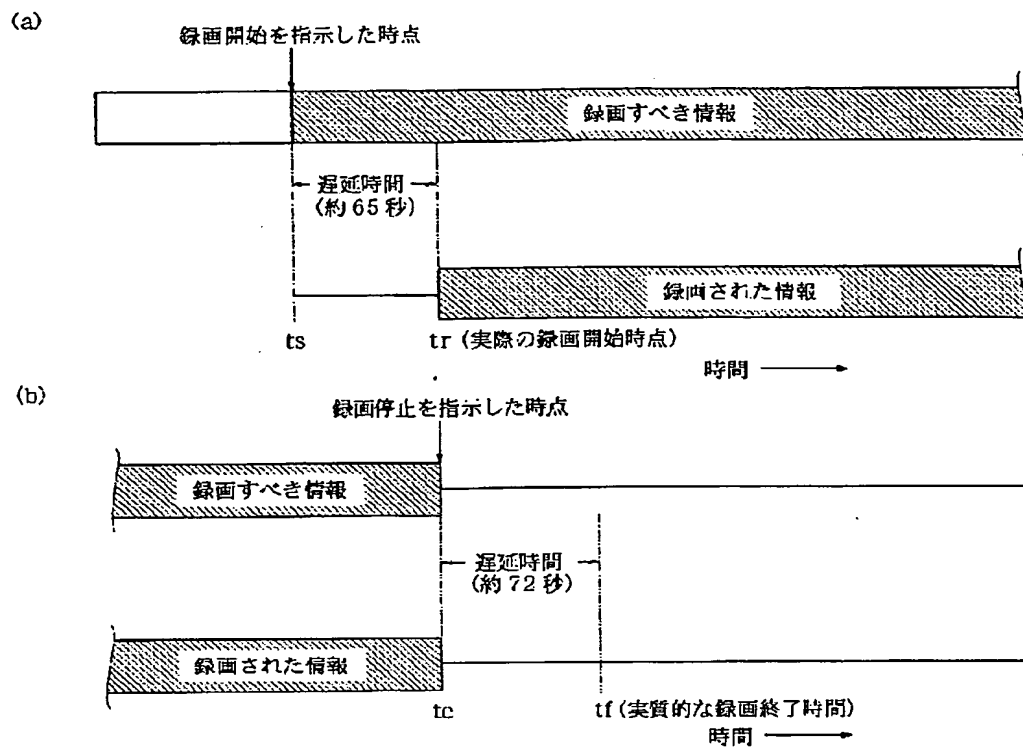 (a)
録画開始を指示した時点
録画すべき情報
遅延時間
(約 65 秒)
録画された情報
ts
tr (実際の録画開始時点)
時間
(b)
録画停止を指示した時点
録画すべき情報
遅延時間
(約 72 秒)
録画された情報
tc
tf (実質的な録画終了時間)
時間